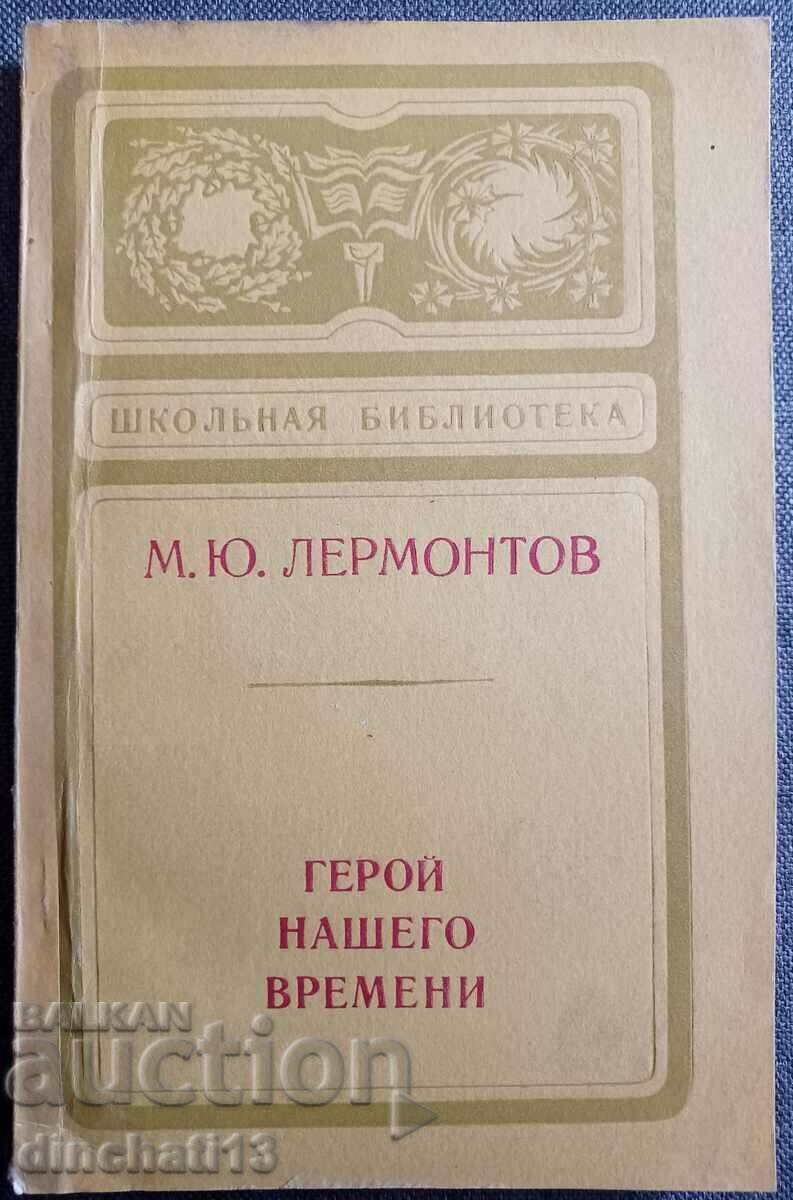 ШКОЛЬНАЯ БИБЛИОТЕКА
М. Ю. ЛЕРМОНТОВ
ГЕРОЙ
НАШЕГО
ВРЕМЕНИ
BALKAN
auction
dinchati13